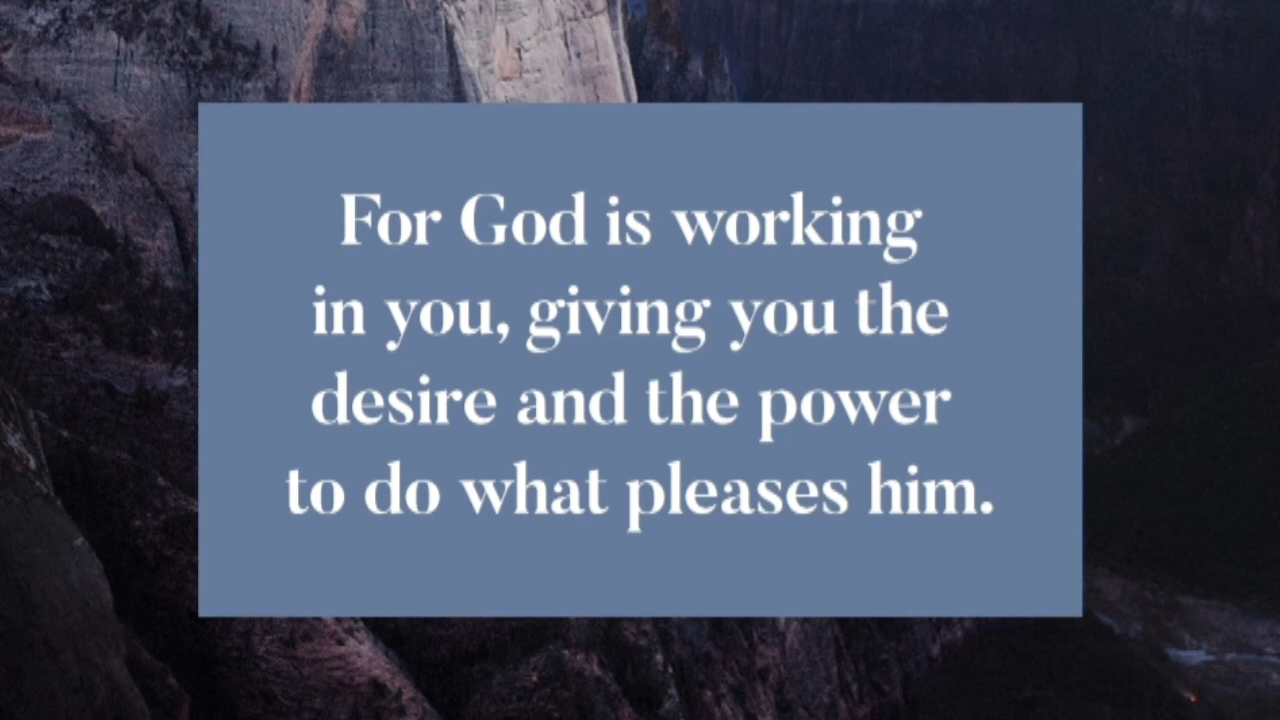 For God is working
in you, giving you the
desire and the power
to do what pleases him.